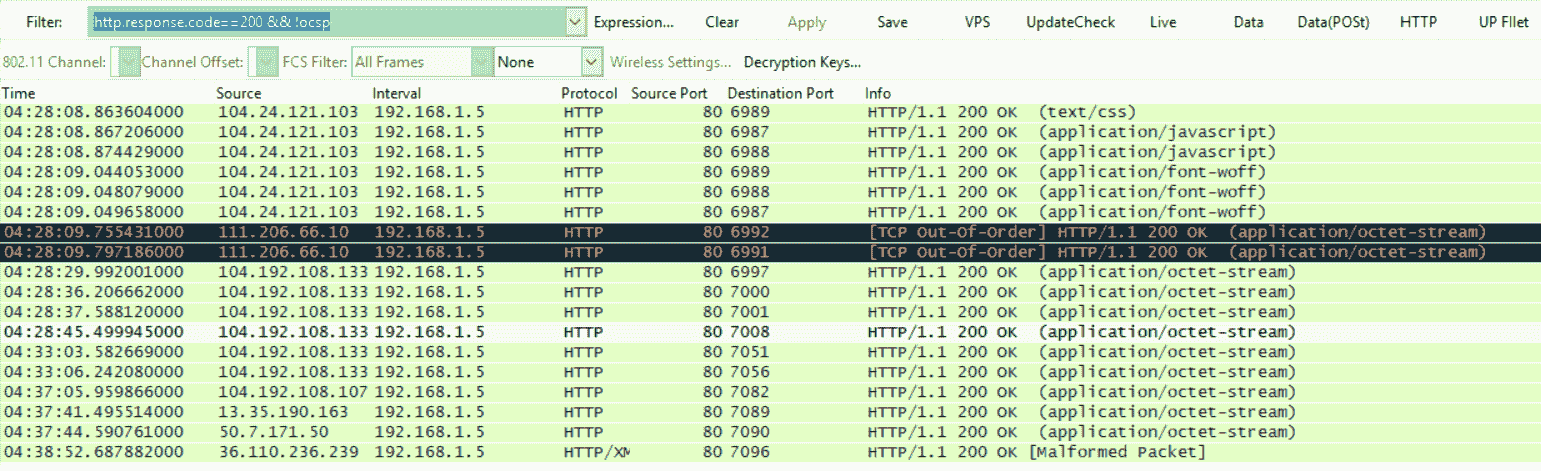 Filter: http.response.code==200 && !ocsp Expression... Clear Apply Save VPS UpdateCheck Live Data Data(POSt) HTTP UP FIlet
802.11 Channel: Channel Offset: FCS Filter: All Frames None Wireless Settings... Decryption Keys...
Time Source Interval Protocol Source Port Destination Port Info
04:28:08.863604000 104.24.121.103 192.168.1.5 HTTP 80 6989 HTTP/1.1 200 OK (text/css)
04:28:08.867206000 104.24.121.103 192.168.1.5 HTTP 80 6987 HTTP/1.1 200 OK (application/javascript)
04:28:08.874429000 104.24.121.103 192.168.1.5 HTTP 80 6988 HTTP/1.1 200 OK (application/javascript)
04:28:09.044053000 104.24.121.103 192.168.1.5 HTTP 80 6989 HTTP/1.1 200 OK (application/font-woff)
04:28:09.048079000 104.24.121.103 192.168.1.5 HTTP 80 6988 HTTP/1.1 200 OK (application/font-woff)
04:28:09.049658000 104.24.121.103 192.168.1.5 HTTP 80 6987 HTTP/1.1 200 OK (application/font-woff)
04:28:09.755431000 111.206.66.10 192.168.1.5 HTTP 80 6992 [TCP Out-Of-Order] HTTP/1.1 200 OK (application/octet-stream)
04:28:09.797186000 111.206.66.10 192.168.1.5 HTTP 80 6991 [TCP Out-Of-Order] HTTP/1.1 200 OK (application/octet-stream)
04:28:29.992001000 104.192.108.133 192.168.1.5 HTTP 80 6997 HTTP/1.1 200 OK (application/octet-stream)
04:28:36.206662000 104.192.108.133 192.168.1.5 HTTP 80 7000 HTTP/1.1 200 OK (application/octet-stream)
04:28:37.588120000 104.192.108.133 192.168.1.5 HTTP 80 7001 HTTP/1.1 200 OK (application/octet-stream)
04:28:45.499945000 104.192.108.133 192.168.1.5 HTTP 80 7008 HTTP/1.1 200 OK (application/octet-stream)
04:33:03.582669000 104.192.108.133 192.168.1.5 HTTP 80 7051 HTTP/1.1 200 OK (application/octet-stream)
04:33:06.242080000 104.192.108.133 192.168.1.5 HTTP 80 7056 HTTP/1.1 200 OK (application/octet-stream)
04:37:05.959866000 104.192.108.107 192.168.1.5 HTTP 80 7082 HTTP/1.1 200 OK (application/octet-stream)
04:37:41.495514000 13.35.190.163 192.168.1.5 HTTP 80 7089 HTTP/1.1 200 OK (application/octet-stream)
04:37:44.590761000 50.7.171.50 192.168.1.5 HTTP 80 7090 HTTP/1.1 200 OK (application/octet-stream)
04:38:52.687882000 36.110.236.239 192.168.1.5 HTTP/XM 80 7096 HTTP/1.1 200 OK [Malformed Packet]